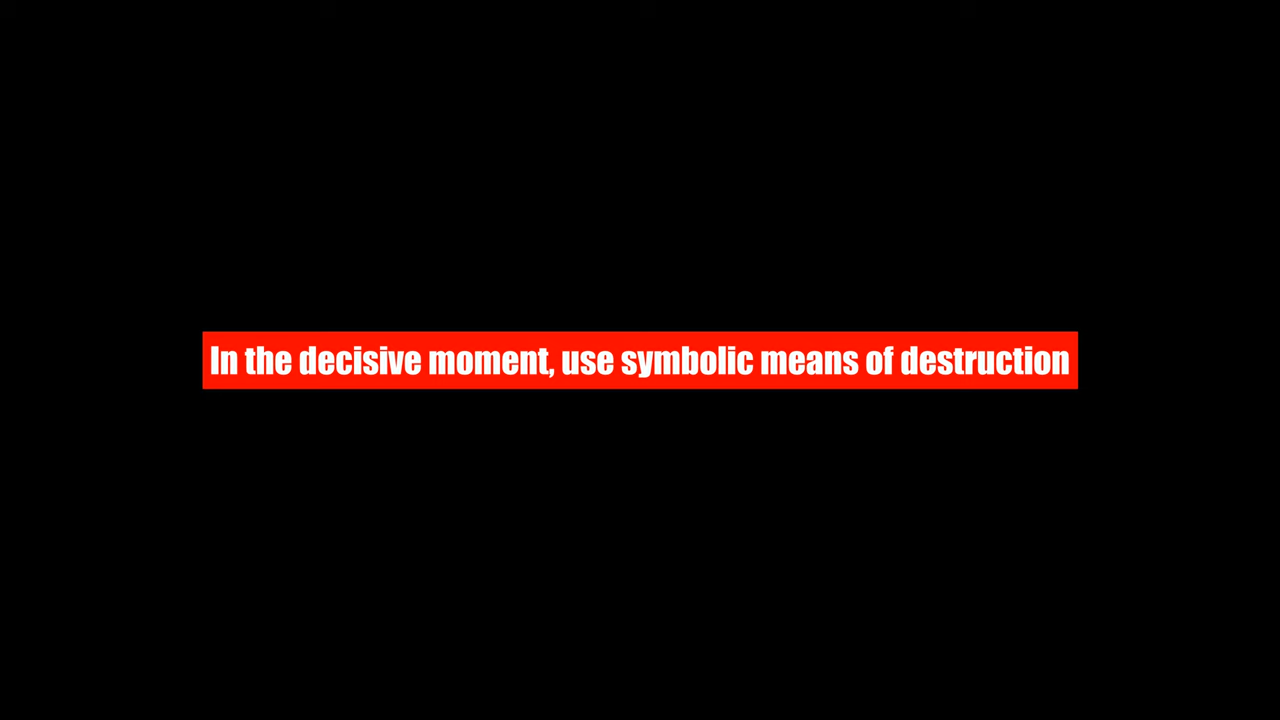 In the decisive moment, use symbolic means of destruction